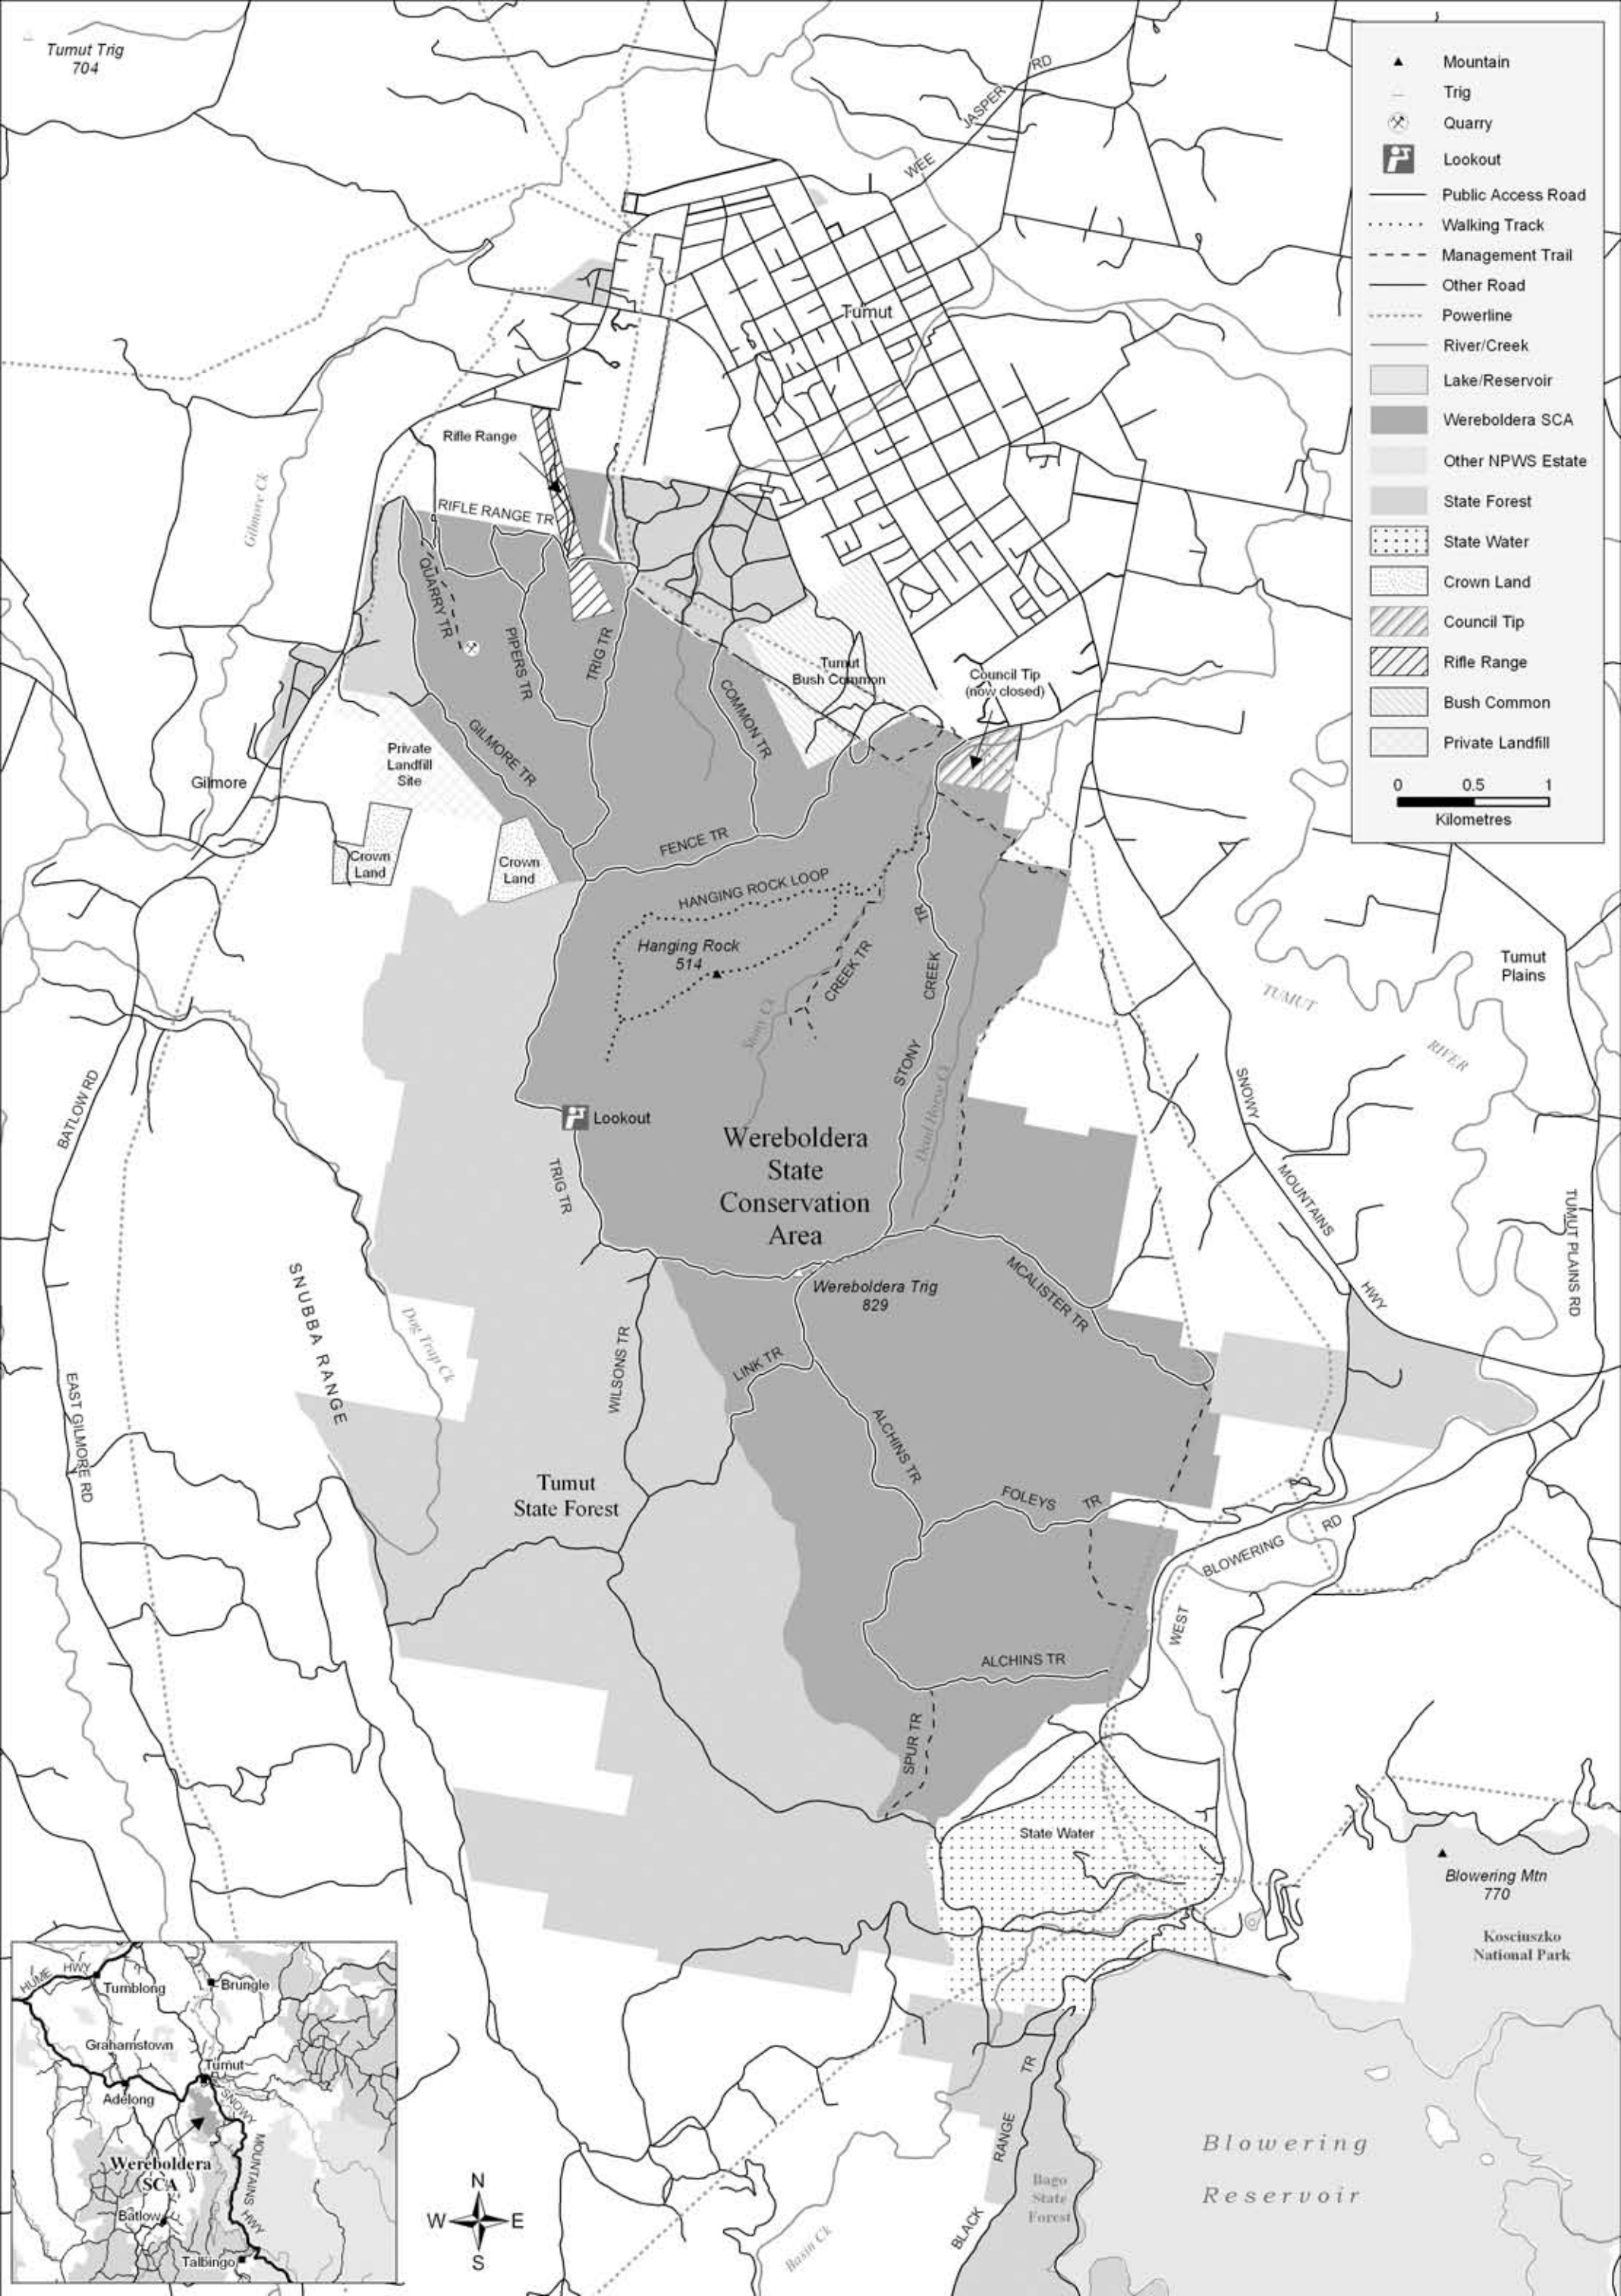 Tumut Trig
704
WEE
JASPER
RD
Mountain
Trig
Quarry
Lookout
Public Access Road
Walking Track
Management Trail
Other Road
Powerline
River/Creek
Lake/Reservoir
Wereboldera SCA
Other NPWS Estate
State Forest
State Water
Crown Land
Council Tip
Rifle Range
Bush Common
Private Landfill
0 0.5 1
Kilometres
Tumut
Rifle Range
Gilmore Ck
RIFLE RANGE TR
QUARRY TR
PIPERS TR
TRIG TR
COMMON TR
Tumut
Bush Common
Council Tip
(now closed)
GILMORE TR
Private
Landfill
Site
Gilmore
Crown
Land
Crown
Land
FENCE TR
HANGING ROCK LOOP
Hanging Rock
514
CREEK TR
Stony Ck
STONY
CREEK
TR
Dead Horse Ck
Tumut
Plains
TUMUT
RIVER
BATLOW RD
Lookout
Wereboldera
State
Conservation
Area
TRIG TR
SNOWY
MOUNTAINS
HWY
TUMUT PLAINS RD
Wereboldera Trig
829
MCALISTER TR
SNUBBA RANGE
Dog Trap Ck
WILSONS TR
LINK TR
EAST GILMORE RD
ALCHINS TR
Tumut
State Forest
FOLEYS TR
WEST
BLOWERING
RD
ALCHINS TR
SPUR TR
State Water
Blowering Mtn
770
Kosciuszko
National Park
HUME HWY
Tumblong
Brungle
Grahamstown
Tumut
Adelong
SNOWY
MOUNTAINS
HWY
Wereboldera
SCA
Batlow
Talbingo
N
W E
S
BLACK
RANGE
TR
Bago
State
Forest
Basin Ck
Blowering
Reservoir